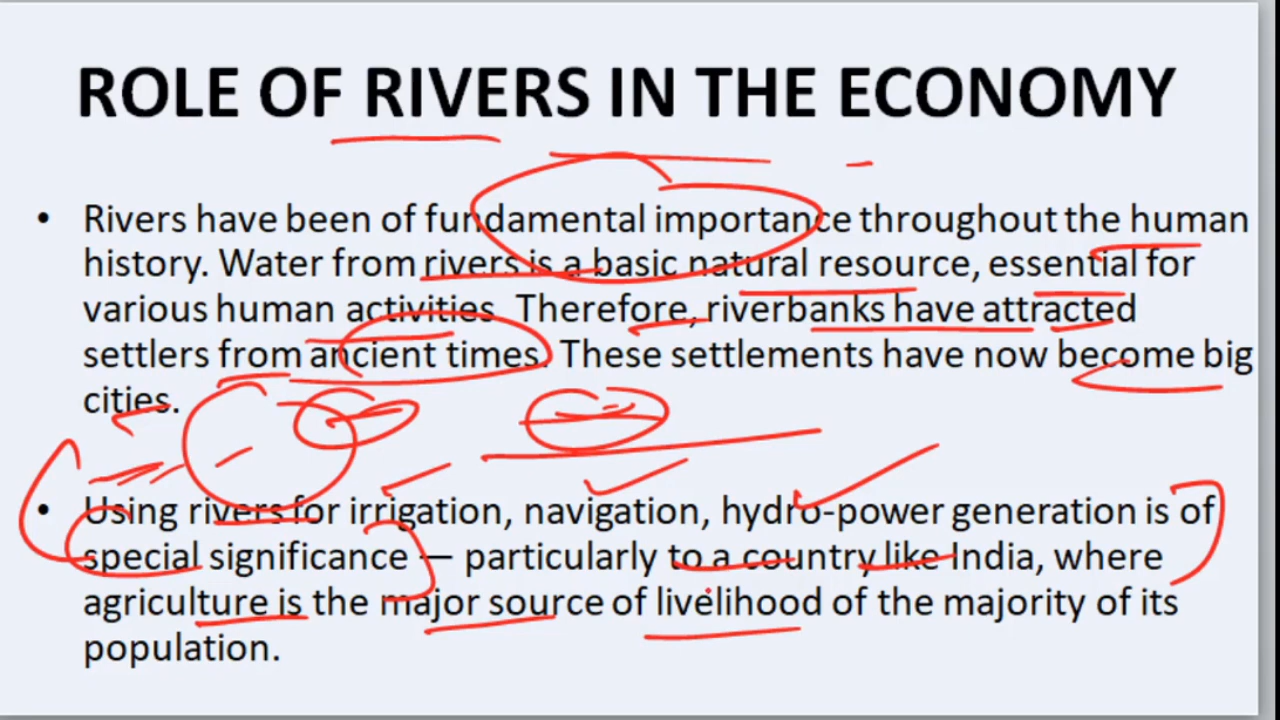 ROLE OF RIVERS IN THE ECONOMY
• Rivers have been of fundamental importance throughout the human
history. Water from rivers is a basic natural resource, essential for
various human activities. Therefore, riverbanks have attracted
settlers from ancient times. These settlements have now become big
cities.
• Using rivers for irrigation, navigation, hydro-power generation is of
special significance — particularly to a country like India, where
agriculture is the major source of livelihood of the majority of its
population.